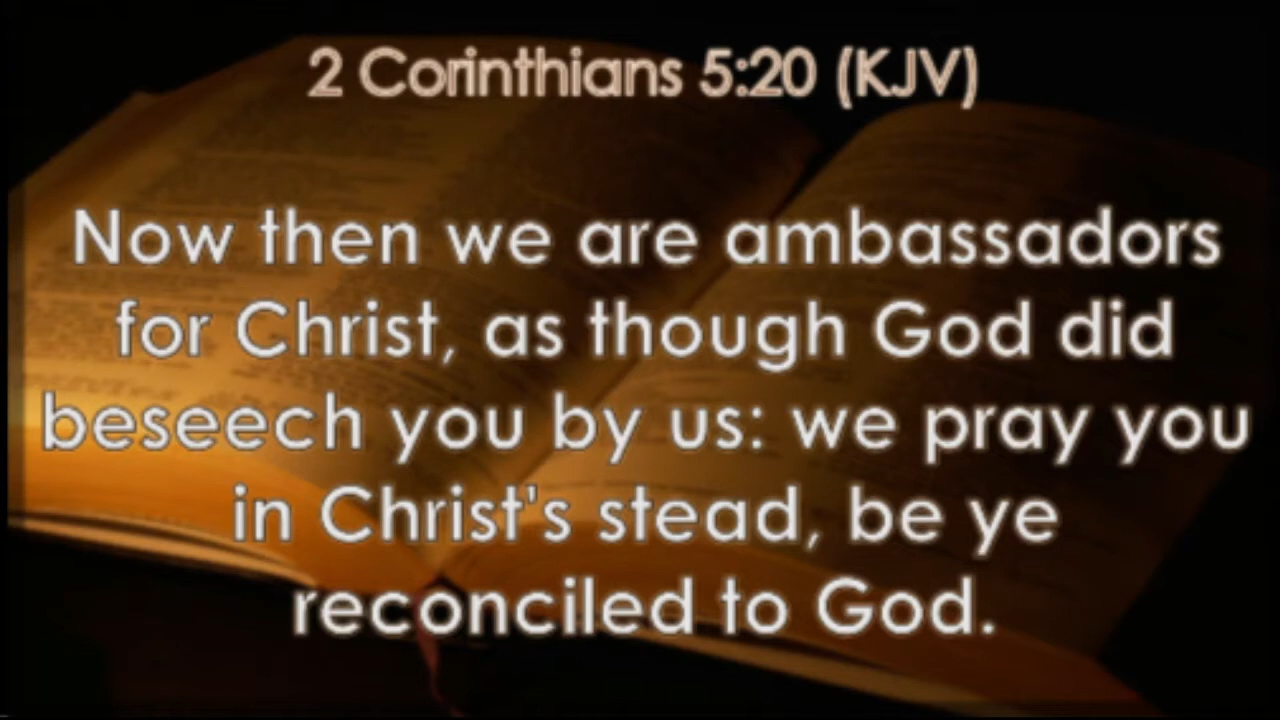 2 Corinthians 5:20 (KJV)
Now then we are ambassadors
for Christ, as though God did
beseech you by us: we pray you
in Christ's stead, be ye
reconciled to God.